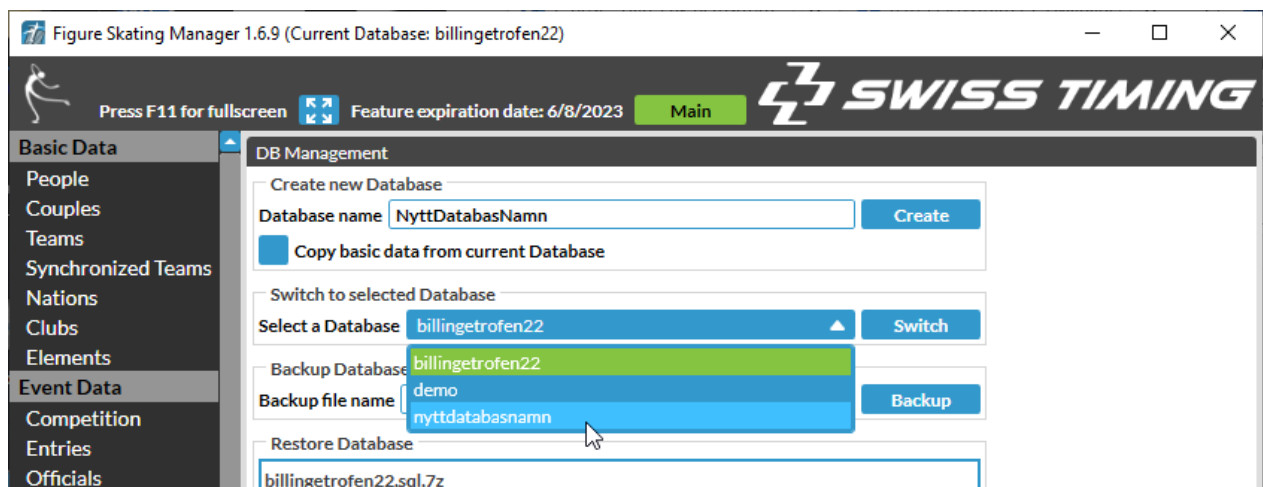 Figure Skating Manager 1.6.9 (Current Database: billingetrofen22)
Press F11 for fullscreen Feature expiration date: 6/8/2023 Main SWISS TIMING
Basic Data
People
Couples
Teams
Synchronized Teams
Nations
Clubs
Elements
Event Data
Competition
Entries
Officials
DB Management
Create new Database
Database name NyttDatabasNamn Create
Copy basic data from current Database
Switch to selected Database
Select a Database billingetrofen22 Switch
billingetrofen22
demo
nyttdatabasnamn
Backup Database
Backup file name Backup
Restore Database
billingetrofen22.sql.7z